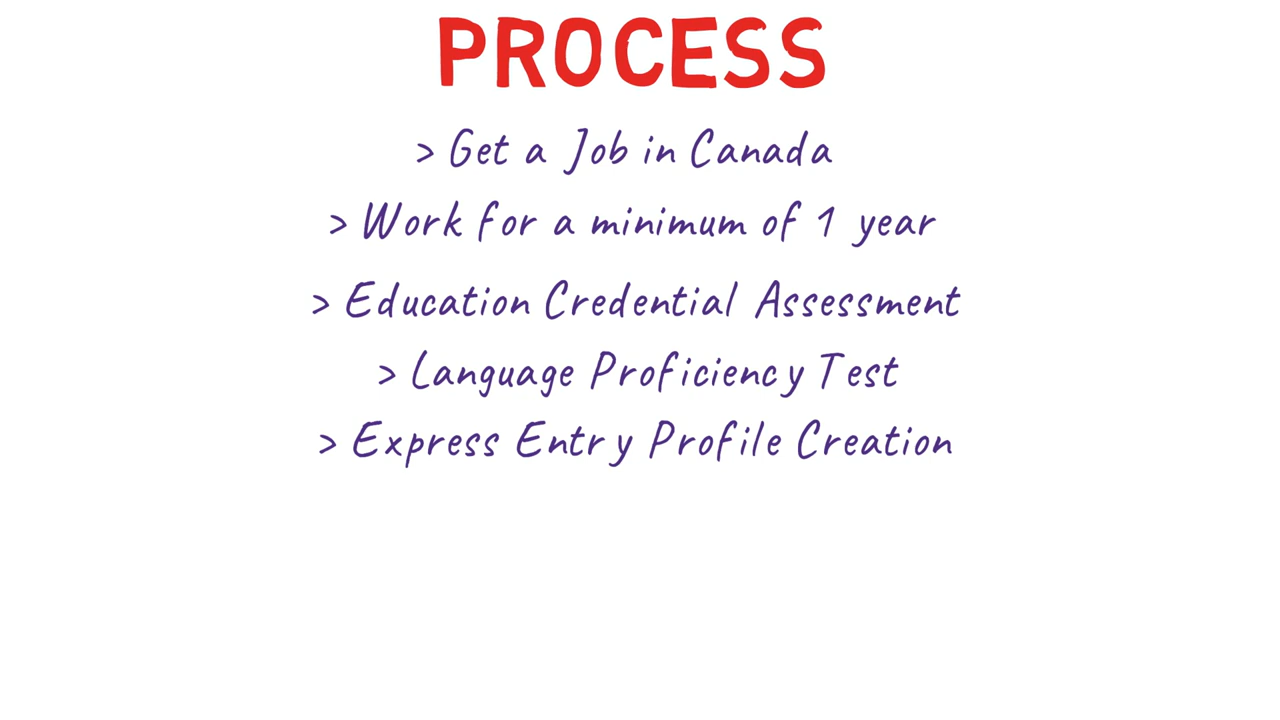 PROCESS
> Get a Job in Canada
> Work for a minimum of 1 year
> Education Credential Assessment
> Language Proficiency Test
> Express Entry Profile Creation